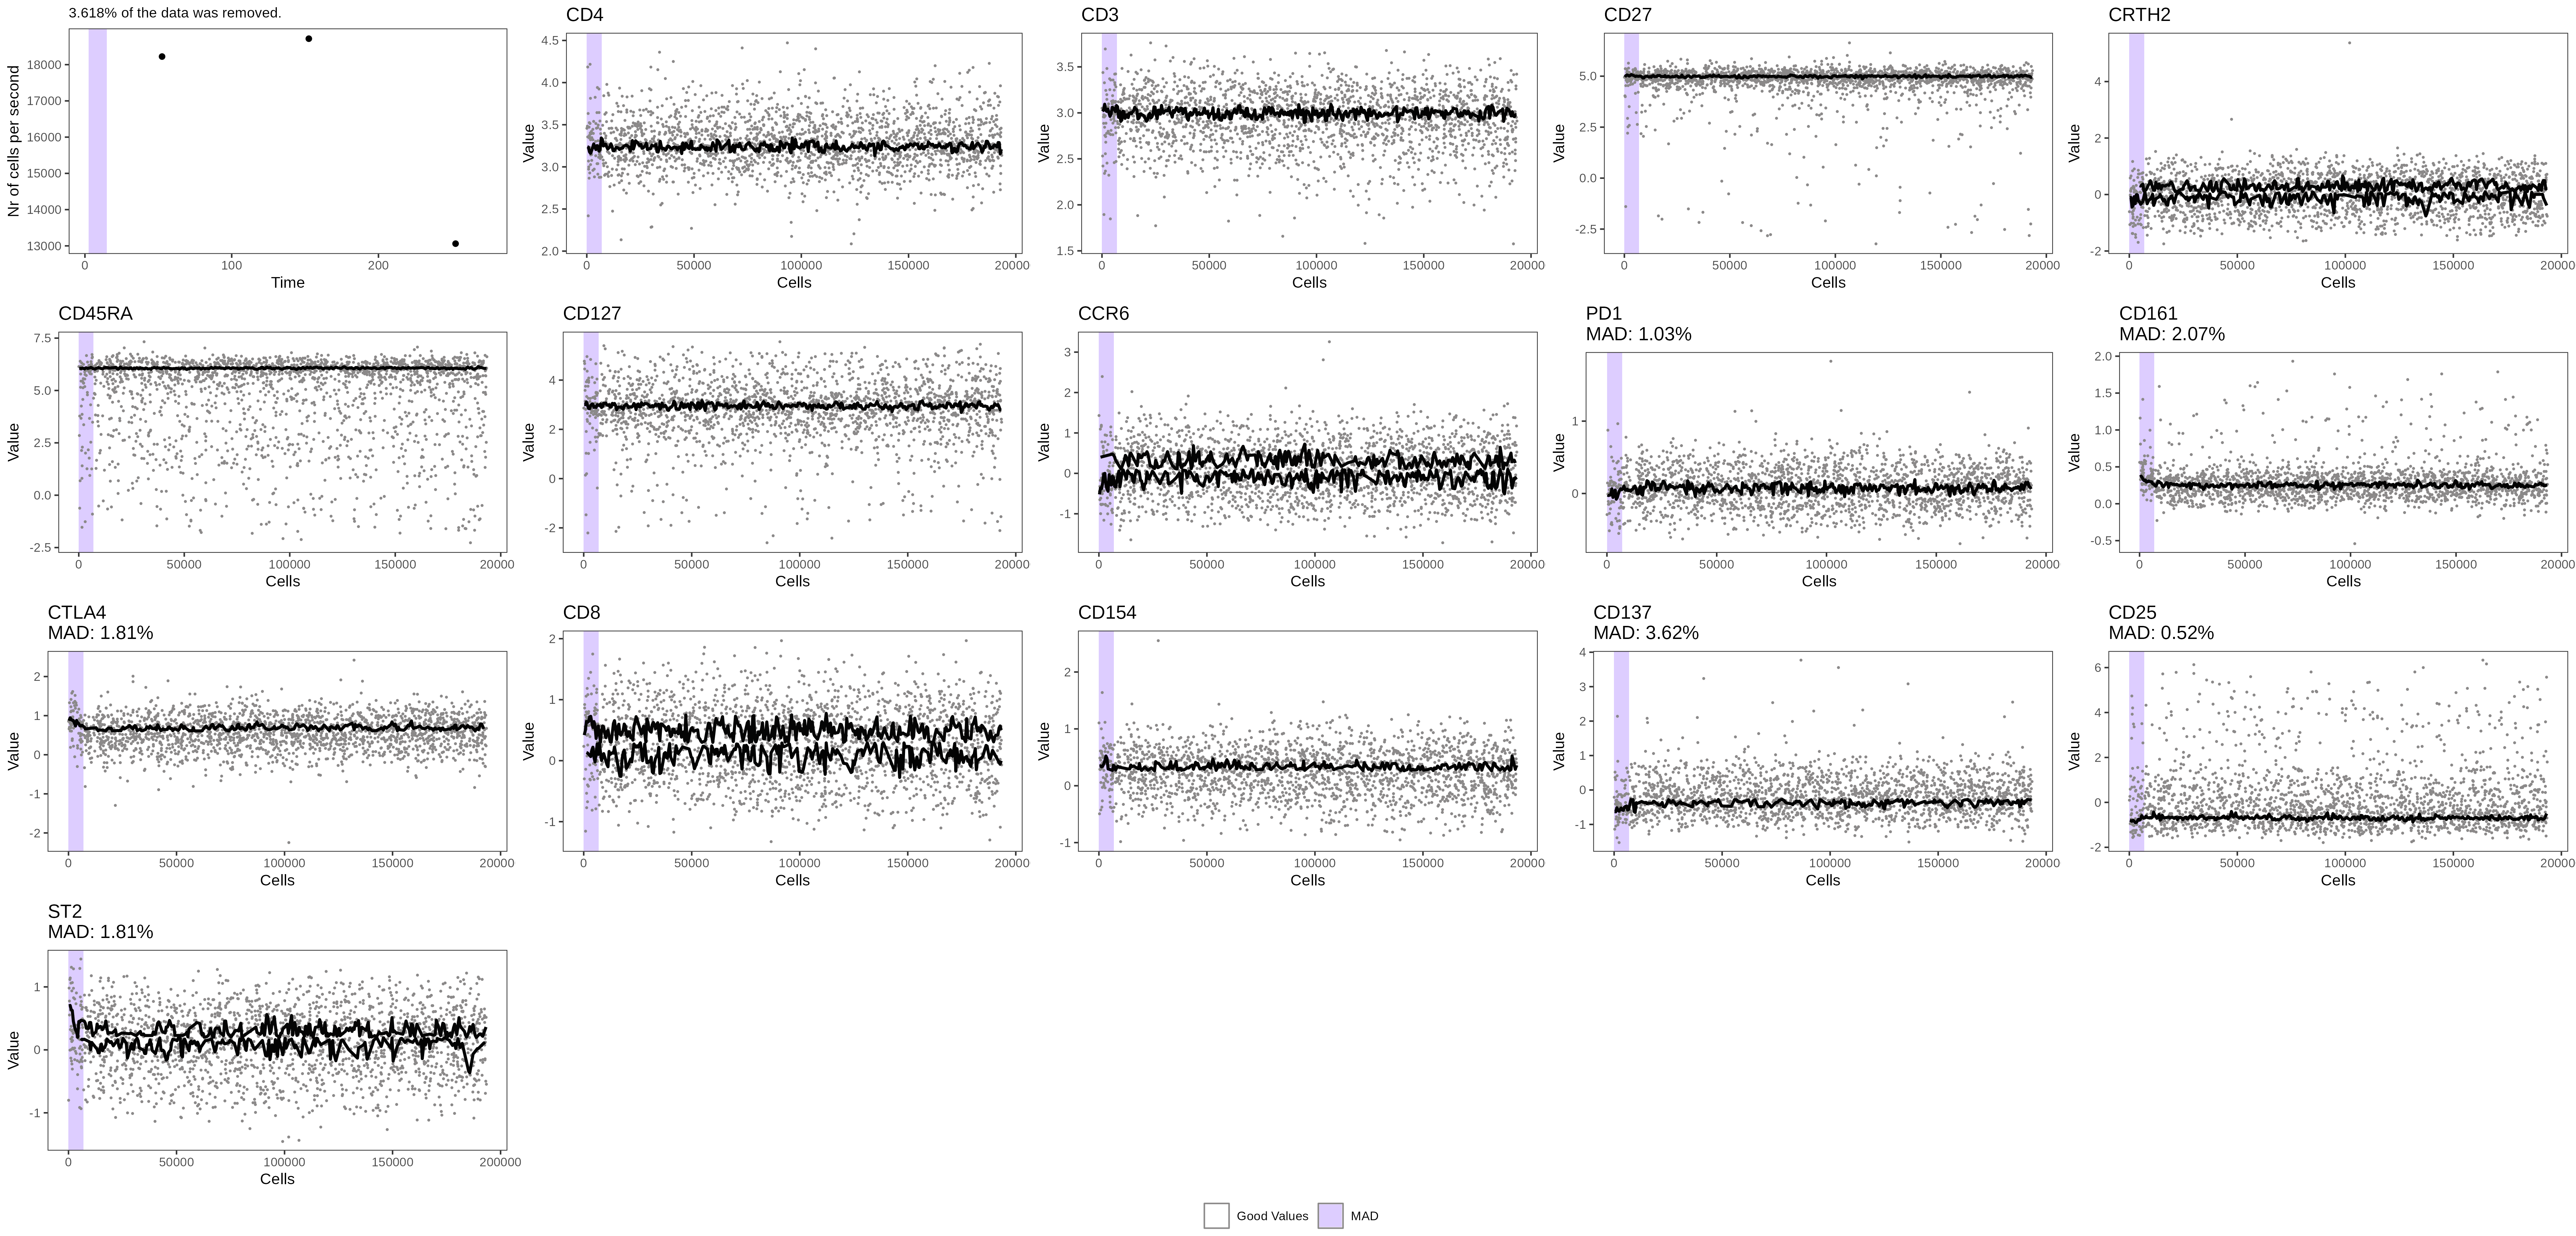 3.618% of the data was removed.
Nr of cells per second
18000
17000
16000
15000
14000
13000
0 100 200
Time
CD4
Value
4.5
4.0
3.5
3.0
2.5
2.0
0 50000 100000 150000 20000
Cells
CD3
Value
3.5
3.0
2.5
2.0
1.5
0 50000 100000 150000 20000
Cells
CD27
Value
5.0
2.5
0.0
-2.5
0 50000 100000 150000 20000
Cells
CRTH2
Value
4
2
0
-2
0 50000 100000 150000 20000
Cells
CD45RA
Value
7.5
5.0
2.5
0.0
-2.5
0 50000 100000 150000 20000
Cells
CD127
Value
4
2
0
-2
0 50000 100000 150000 20000
Cells
CCR6
Value
3
2
1
0
-1
0 50000 100000 150000 20000
Cells
PD1
MAD: 1.03%
Value
1
0
0 50000 100000 150000 20000
Cells
CD161
MAD: 2.07%
Value
2.0
1.5
1.0
0.5
0.0
-0.5
0 50000 100000 150000 20000
Cells
CTLA4
MAD: 1.81%
Value
2
1
0
-1
-2
0 50000 100000 150000 20000
Cells
CD8
Value
2
1
0
-1
0 50000 100000 150000 20000
Cells
CD154
Value
2
1
0
-1
0 50000 100000 150000 20000
Cells
CD137
MAD: 3.62%
Value
4
3
2
1
0
-1
0 50000 100000 150000 20000
Cells
CD25
MAD: 0.52%
Value
6
4
2
0
-2
0 50000 100000 150000 20000
Cells
ST2
MAD: 1.81%
Value
1
0
-1
0 50000 100000 150000 200000
Cells
Good Values MAD